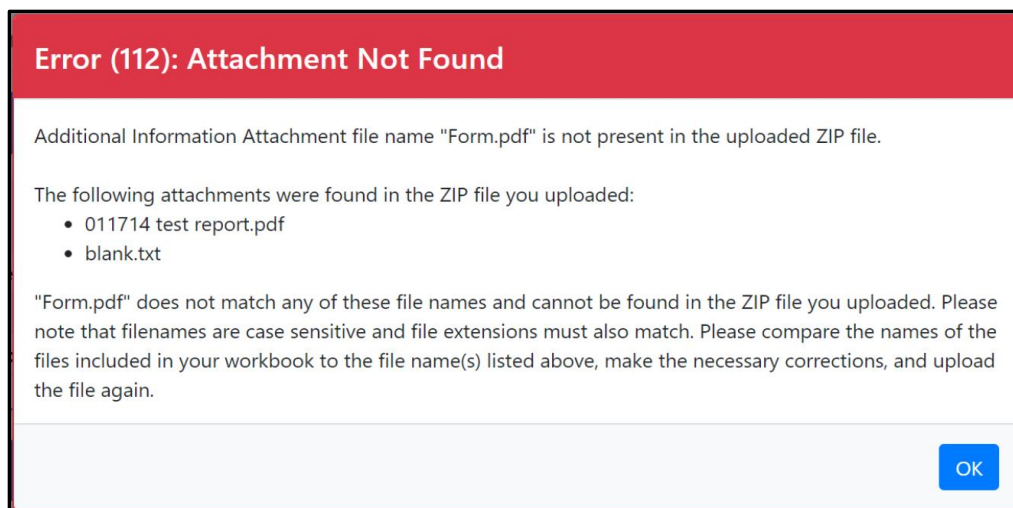 Error (112): Attachment Not Found
Additional Information Attachment file name "Form.pdf" is not present in the uploaded ZIP file.
The following attachments were found in the ZIP file you uploaded:
• 011714 test report.pdf
• blank.txt
"Form.pdf" does not match any of these file names and cannot be found in the ZIP file you uploaded. Please
note that filenames are case sensitive and file extensions must also match. Please compare the names of the
files included in your workbook to the file name(s) listed above, make the necessary corrections, and upload
the file again.
OK